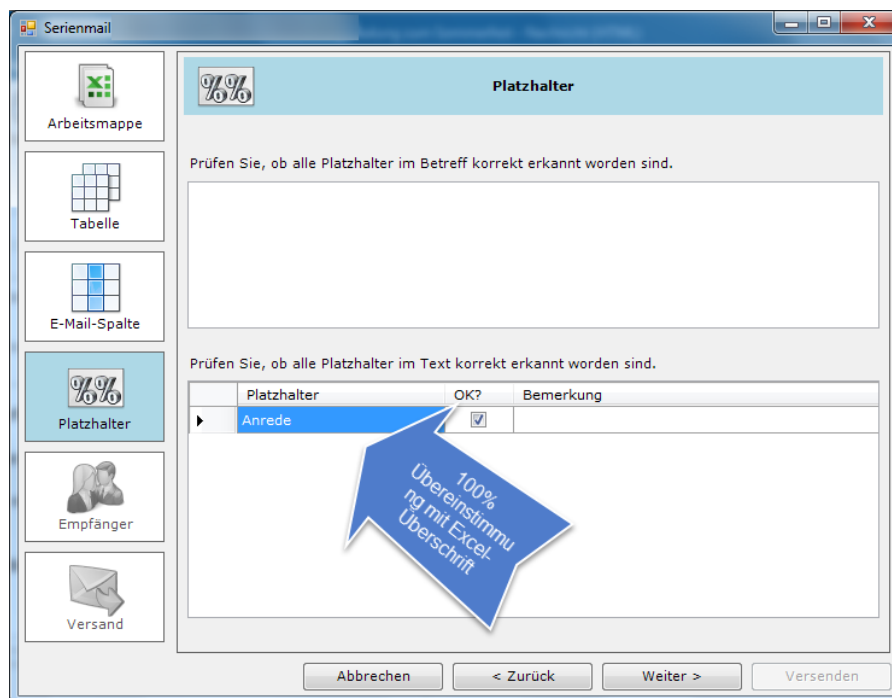 Serienmail
Arbeitsmappe
Tabelle
E-Mail-Spalte
Platzhalter
Empfänger
Versand
Platzhalter
Prüfen Sie, ob alle Platzhalter im Betreff korrekt erkannt worden sind.
Prüfen Sie, ob alle Platzhalter im Text korrekt erkannt worden sind.
Platzhalter OK? Bemerkung
Anrede
100%
Übereinstimmu
ng mit Excel-
Überschrift
Abbrechen < Zurück Weiter > Versenden